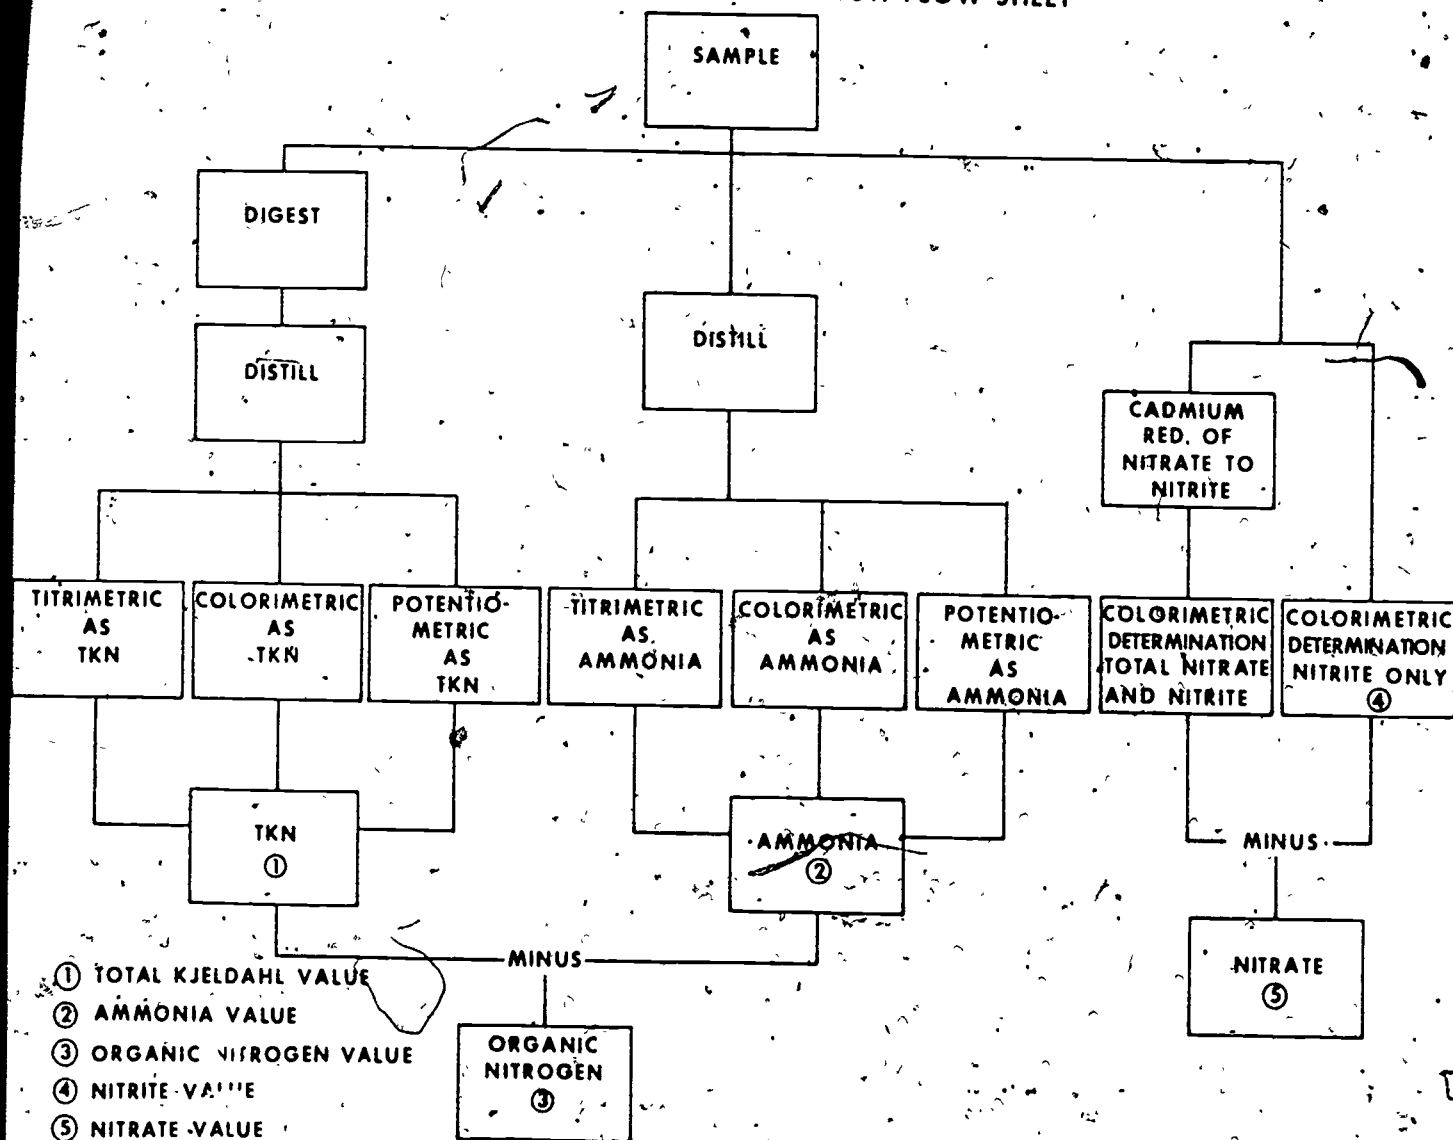 FLOW SHEET
SAMPLE
DIGEST
DISTILL
DISTILL
CADMIUM
RED. OF
NITRATE TO
NITRITE
TITRIMETRIC
AS
TKN
COLORIMETRIC
AS
TKN
POTENTIO-
METRIC
AS
TKN
TITRIMETRIC
AS
AMMONIA
COLORIMETRIC
AS
AMMONIA
POTENTIO-
METRIC
AS
AMMONIA
COLORIMETRIC
DETERMINATION
TOTAL NITRATE
AND NITRITE
COLORIMETRIC
DETERMINATION
NITRITE ONLY
④
TKN
①
AMMONIA
②
MINUS
MINUS
NITRATE
⑤
ORGANIC
NITROGEN
③
① TOTAL KJELDAHL VALUE
② AMMONIA VALUE
③ ORGANIC NITROGEN VALUE
④ NITRITE VALUE
⑤ NITRATE VALUE